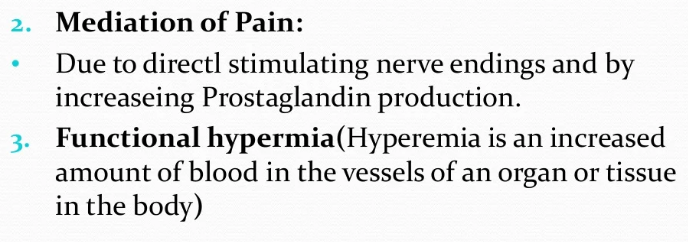 2. Mediation of Pain:
• Due to directl stimulating nerve endings and by
increaseing Prostaglandin production.
3. Functional hypermia(Hyperemia is an increased
amount of blood in the vessels of an organ or tissue
in the body)